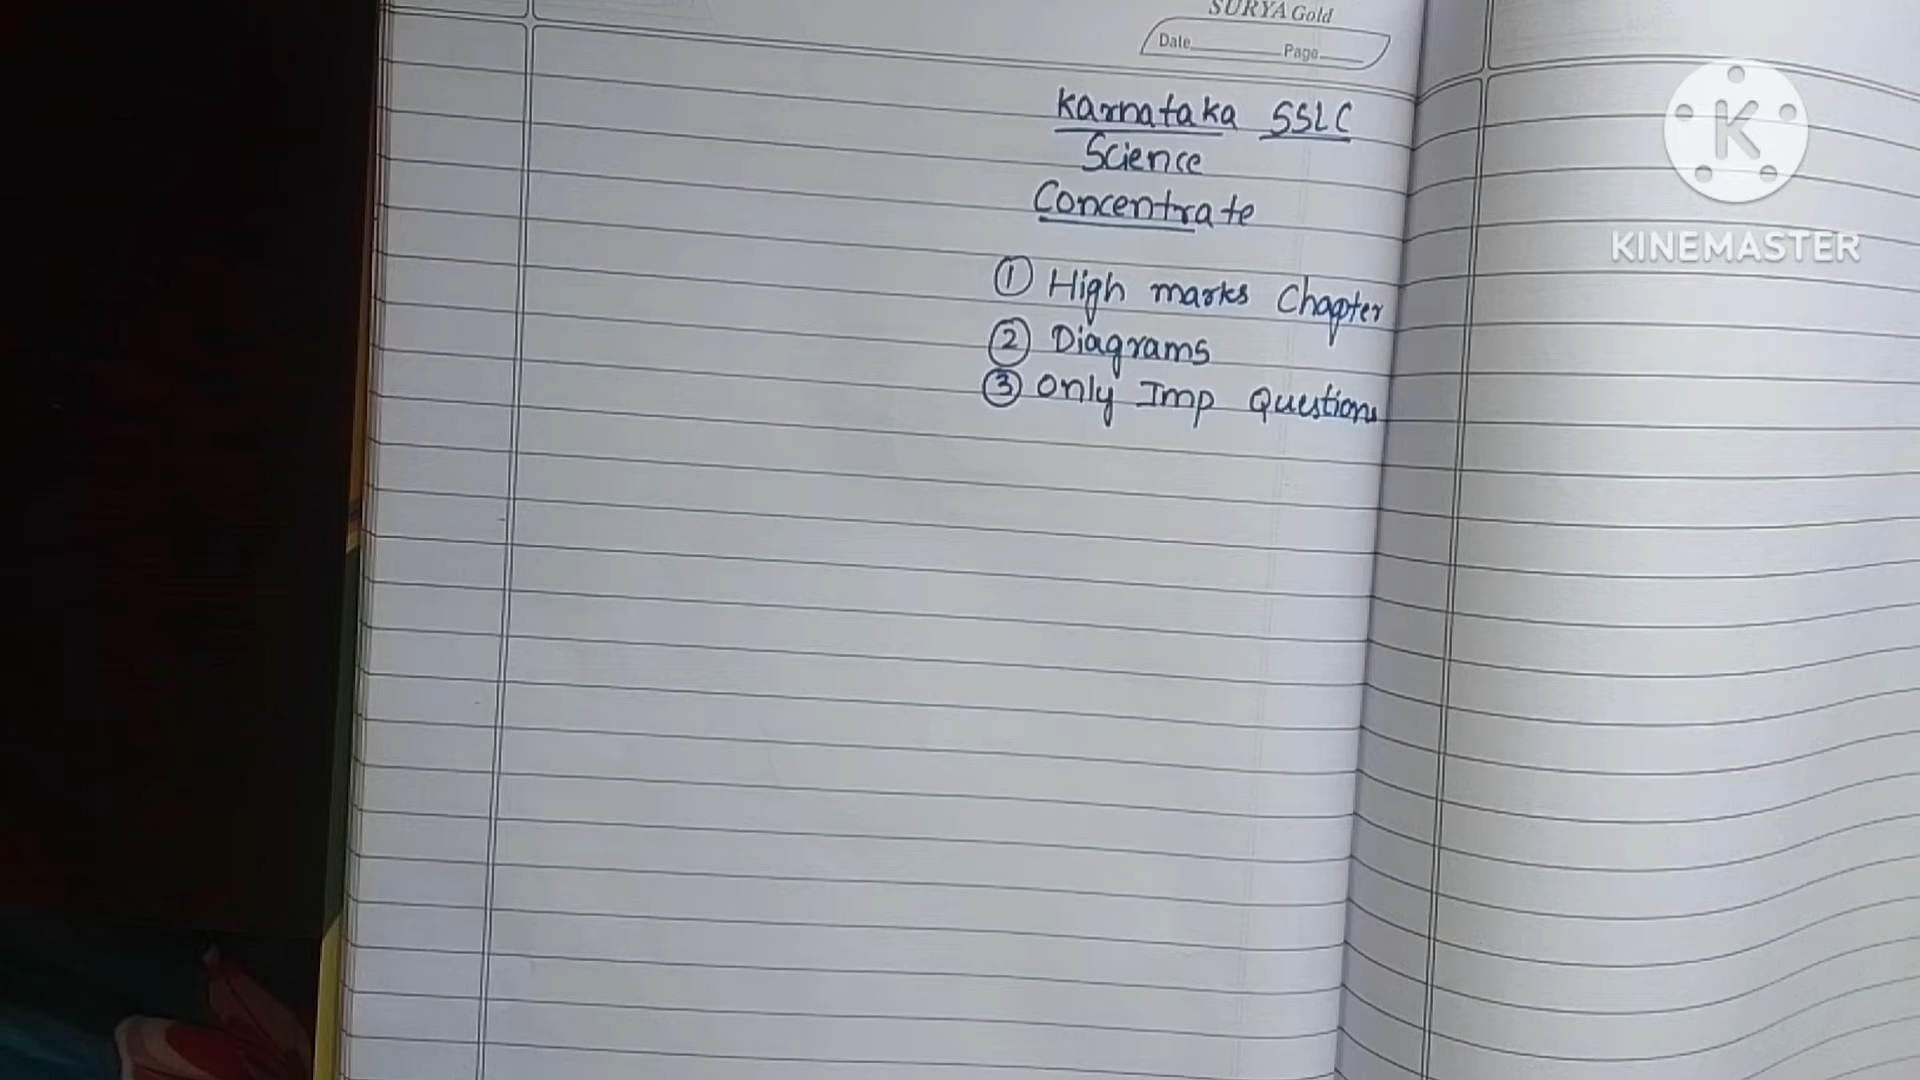 SURYA Gold
Date Page
Karnataka SSLC
Science
Concentrate
① High marks Chapter
② Diagrams
③ Only Imp Questions
K
KINEMASTER